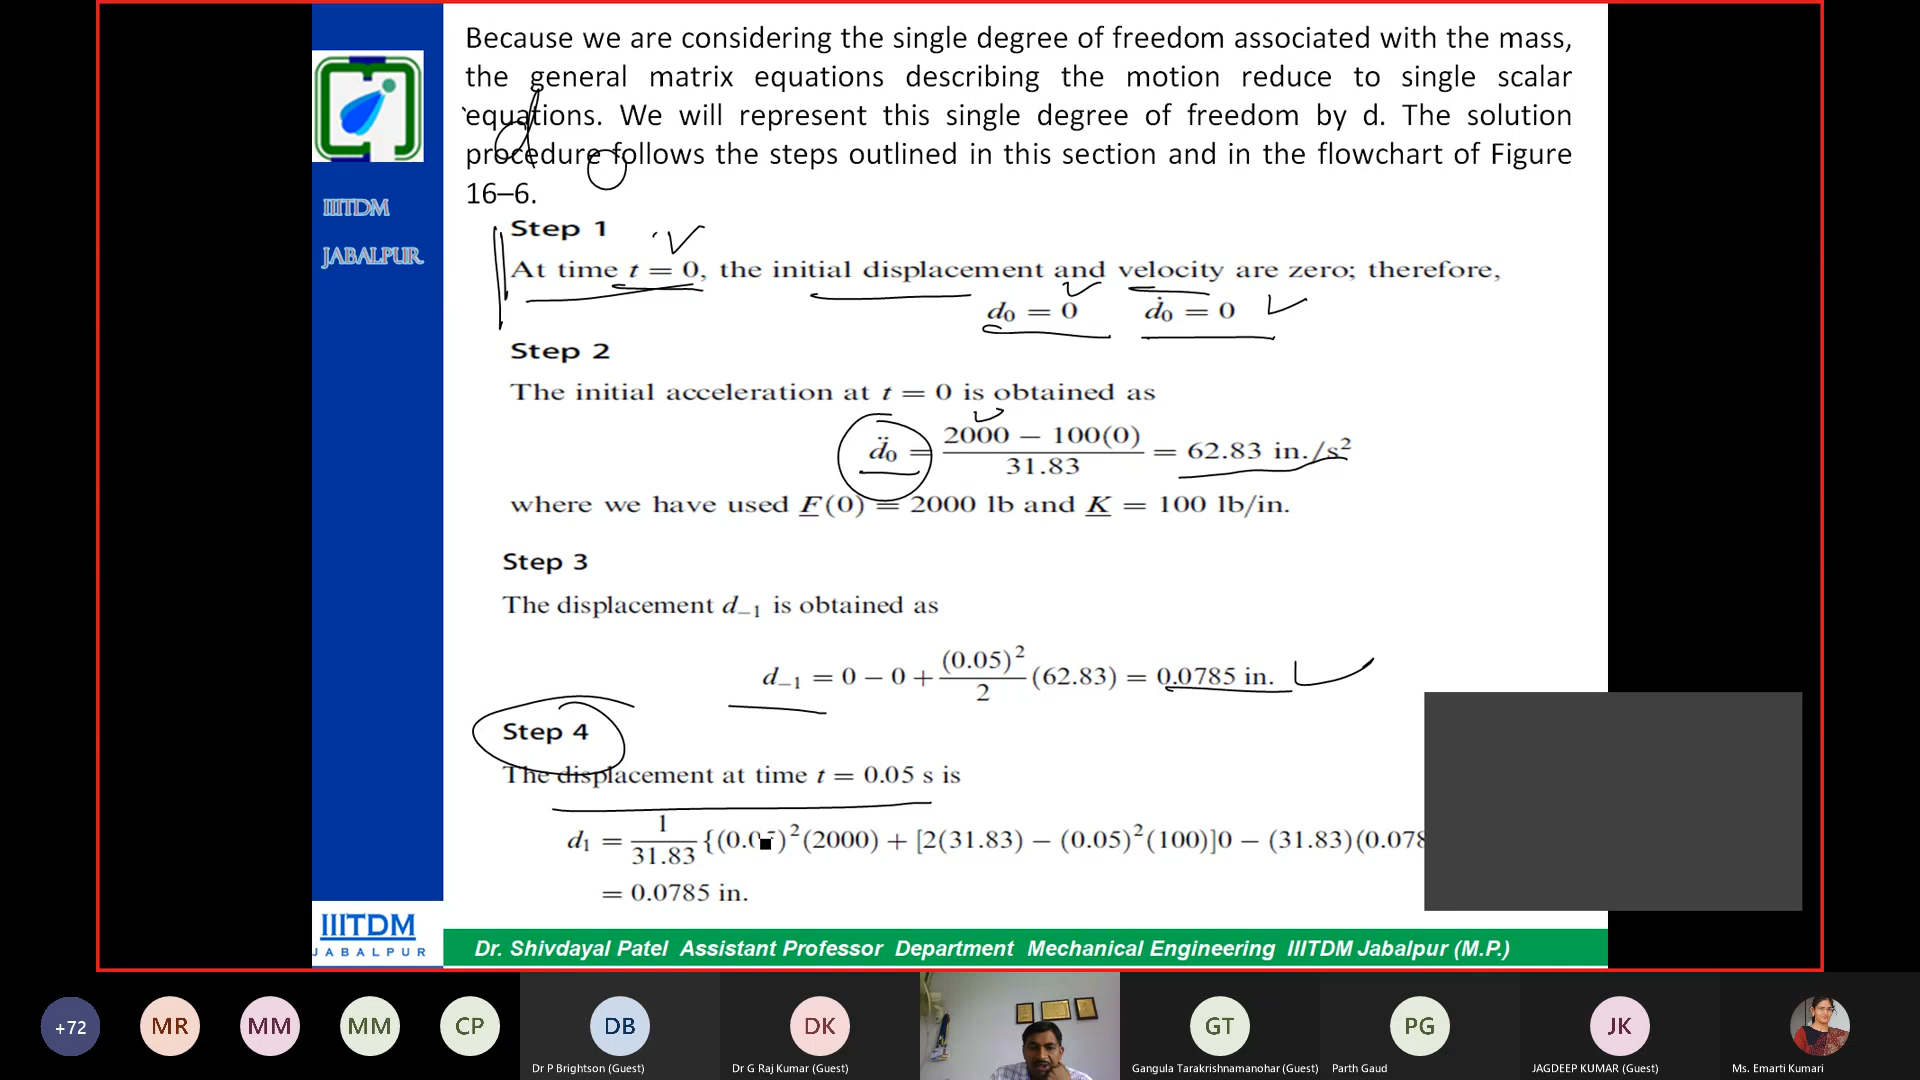 Because we are considering the single degree of freedom associated with the mass,
the general matrix equations describing the motion reduce to single scalar
equations. We will represent this single degree of freedom by d. The solution
procedure follows the steps outlined in this section and in the flowchart of Figure
16–6.
IIITDM
JABALPUR
Step 1
At time t = 0, the initial displacement and velocity are zero; therefore,
d₀ = 0 ḋ₀ = 0
Step 2
The initial acceleration at t = 0 is obtained as
d̈₀ = (2000 − 100(0))/31.83 = 62.83 in./s²
where we have used F(0) = 2000 lb and K = 100 lb/in.
Step 3
The displacement d₋₁ is obtained as
d₋₁ = 0 − 0 + (0.05)²/2 (62.83) = 0.0785 in.
Step 4
The displacement at time t = 0.05 s is
d₁ = 1/31.83 {(0.05)²(2000) + [2(31.83) − (0.05)²(100)]0 − (31.83)(0.078
= 0.0785 in.
IIITDM
JABALPUR
Dr. Shivdayal Patel Assistant Professor Department Mechanical Engineering IIITDM Jabalpur (M.P.)
+72 MR MM MM CP DB DK GT PG JK
Dr P Brightson (Guest) Dr G Raj Kumar (Guest) Gangula Tarakrishnamanohar (Guest) Parth Gaud JAGDEEP KUMAR (Guest) Ms. Emarti Kumari